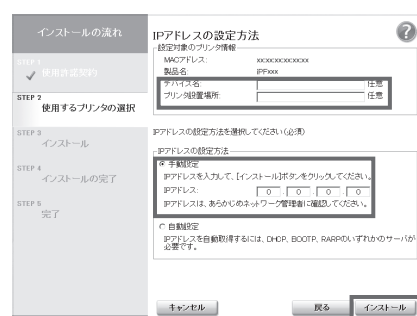 インストールの流れ
STEP 1
使用許諾契約
STEP 2
使用するプリンタの選択
STEP 3
インストール
STEP 4
インストールの完了
STEP 5
完了
IPアドレスの設定方法
?
設定対象のプリンタ情報
MACアドレス: xx:xx:xx:xx:xx:xx
製品名: iPFxxx
デバイス名: 任意
プリンタ設置場所: 任意
IPアドレスの設定方法を選択してください(必須)
IPアドレスの設定方法
手動設定
IPアドレスを入力して、[インストール]ボタンをクリックしてください。
IPアドレス: 0 . 0 . 0 . 0
IPアドレスは、あらかじめネットワーク管理者に確認してください。
自動設定
IPアドレスを自動取得するには、DHCP、BOOTP、RARPのいずれかのサーバが
必要です。
キャンセル 戻る インストール